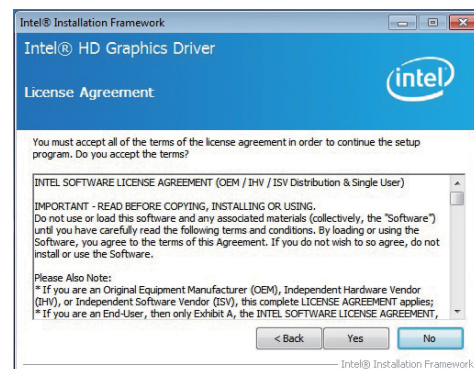 Intel® Installation Framework
Intel® HD Graphics Driver
intel
License Agreement
You must accept all of the terms of the license agreement in order to continue the setup
program. Do you accept the terms?
INTEL SOFTWARE LICENSE AGREEMENT (OEM / IHV / ISV Distribution & Single User)
IMPORTANT - READ BEFORE COPYING, INSTALLING OR USING.
Do not use or load this software and any associated materials (collectively, the "Software")
until you have carefully read the following terms and conditions. By loading or using the
Software, you agree to the terms of this Agreement. If you do not wish to so agree, do not
install or use the Software.
Please Also Note:
* If you are an Original Equipment Manufacturer (OEM), Independent Hardware Vendor
(IHV), or Independent Software Vendor (ISV), this complete LICENSE AGREEMENT applies;
* If you are an End-User, then only Exhibit A, the INTEL SOFTWARE LICENSE AGREEMENT,
< Back Yes No
Intel® Installation Framework